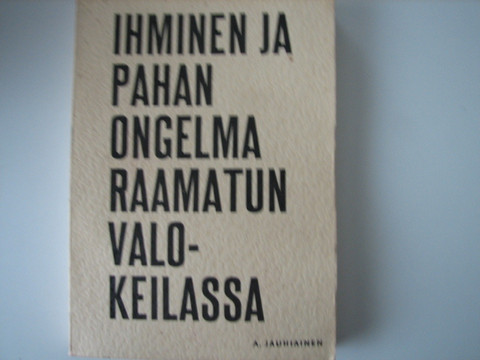 IHMINEN JA
PAHAN
ONGELMA
RAAMATUN
VALO-
KEILASSA
A. JAUHIAINEN